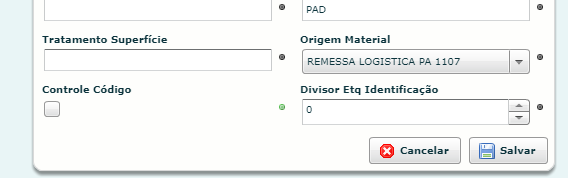 PAD
Tratamento Superfície
Origem Material
REMESSA LOGISTICA PA 1107
Controle Código
Divisor Etq Identificação
0
Cancelar
Salvar